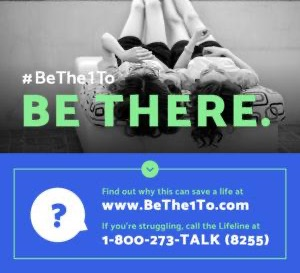 #BeThe1To
BE THERE.
?
Find out why this can save a life at
www.BeThe1To.com
If you're struggling, call the Lifeline at
1-800-273-TALK (8255)